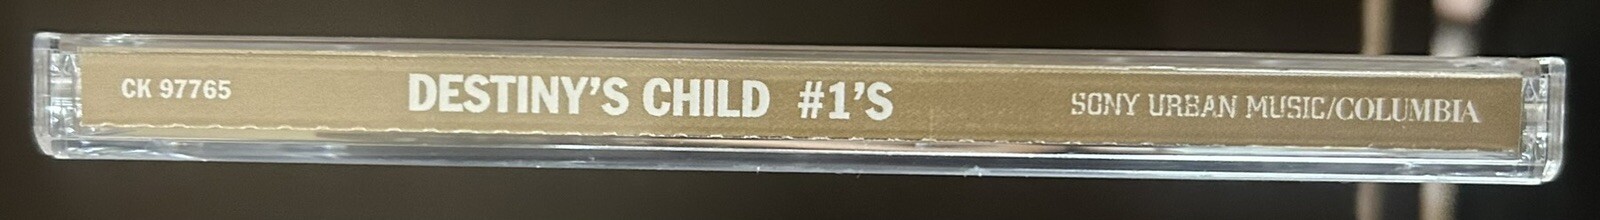 CK 97765 DESTINY'S CHILD #1'S SONY URBAN MUSIC/COLUMBIA